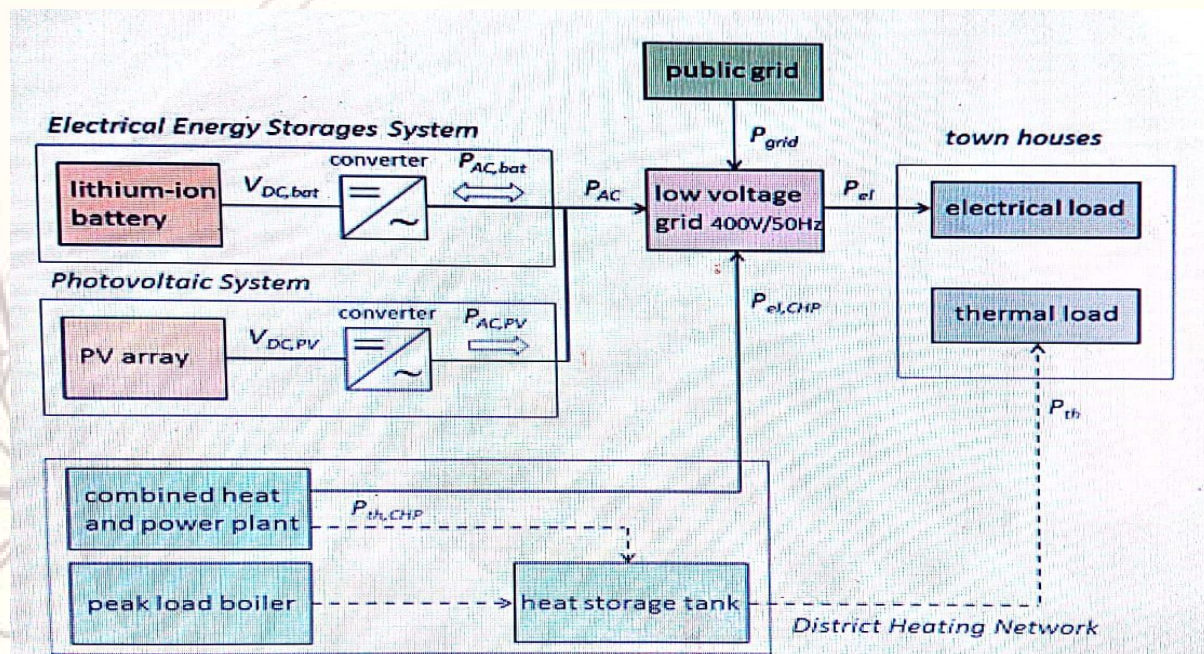 public grid
Electrical Energy Storages System
P_grid
town houses
converter
P_AC,bat
lithium-ion
battery
V_DC,bat
P_AC
low voltage
grid 400V/50Hz
P_el
electrical load
Photovoltaic System
converter
P_AC,PV
PV array
V_DC,PV
P_el,CHP
thermal load
P_th
combined heat
and power plant
P_th,CHP
peak load boiler
heat storage tank
District Heating Network